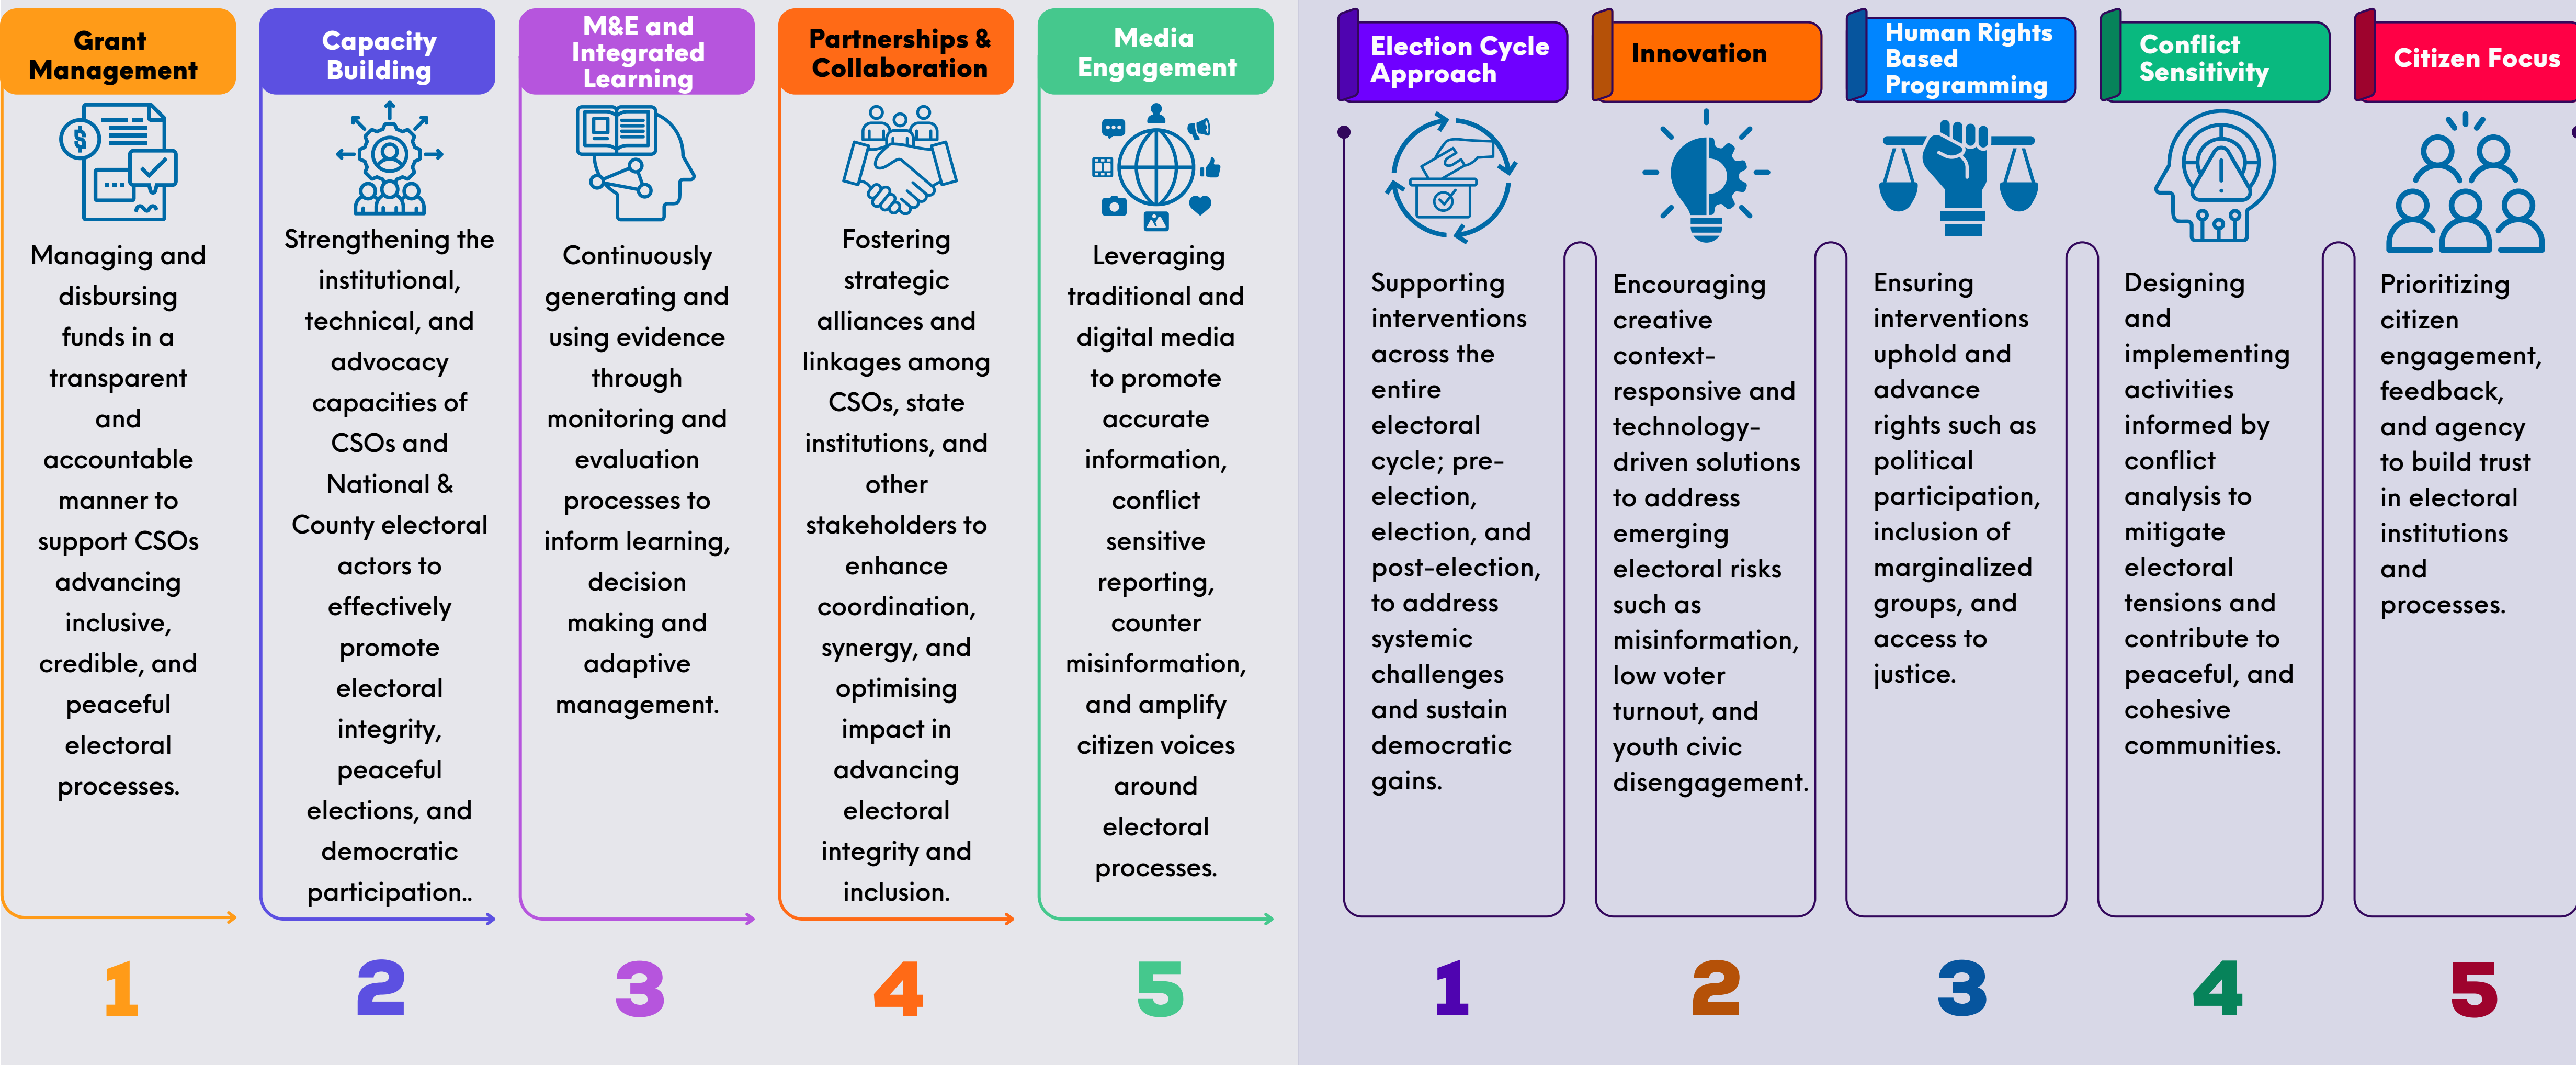 Grant
Management
Managing and
disbursing
funds in a
transparent
and
accountable
manner to
support CSOs
advancing
inclusive,
credible, and
peaceful
electoral
processes.
1
Capacity
Building
Strengthening the
institutional,
technical, and
advocacy
capacities of
CSOs and
National &
County electoral
actors to
effectively
promote
electoral
integrity,
peaceful
elections, and
democratic
participation..
2
M&E and
Integrated
Learning
Continuously
generating and
using evidence
through
monitoring and
evaluation
processes to
inform learning,
decision
making and
adaptive
management.
3
Partnerships &
Collaboration
Fostering
strategic
alliances and
linkages among
CSOs, state
institutions, and
other
stakeholders to
enhance
coordination,
synergy, and
optimising
impact in
advancing
electoral
integrity and
inclusion.
4
Media
Engagement
Leveraging
traditional and
digital media
to promote
accurate
information,
conflict
sensitive
reporting,
counter
misinformation,
and amplify
citizen voices
around
electoral
processes.
5
Election Cycle
Approach
Supporting
interventions
across the
entire
electoral
cycle; pre-
election,
election, and
post-election,
to address
systemic
challenges
and sustain
democratic
gains.
1
Innovation
Encouraging
creative
context-
responsive and
technology-
driven solutions
to address
emerging
electoral risks
such as
misinformation,
low voter
turnout, and
youth civic
disengagement.
2
Human Rights
Based
Programming
Ensuring
interventions
uphold and
advance
rights such as
political
participation,
inclusion of
marginalized
groups, and
access to
justice.
3
Conflict
Sensitivity
Designing
and
implementing
activities
informed by
conflict
analysis to
mitigate
electoral
tensions and
contribute to
peaceful, and
cohesive
communities.
4
Citizen Focus
Prioritizing
citizen
engagement,
feedback,
and agency
to build trust
in electoral
institutions
and
processes.
5